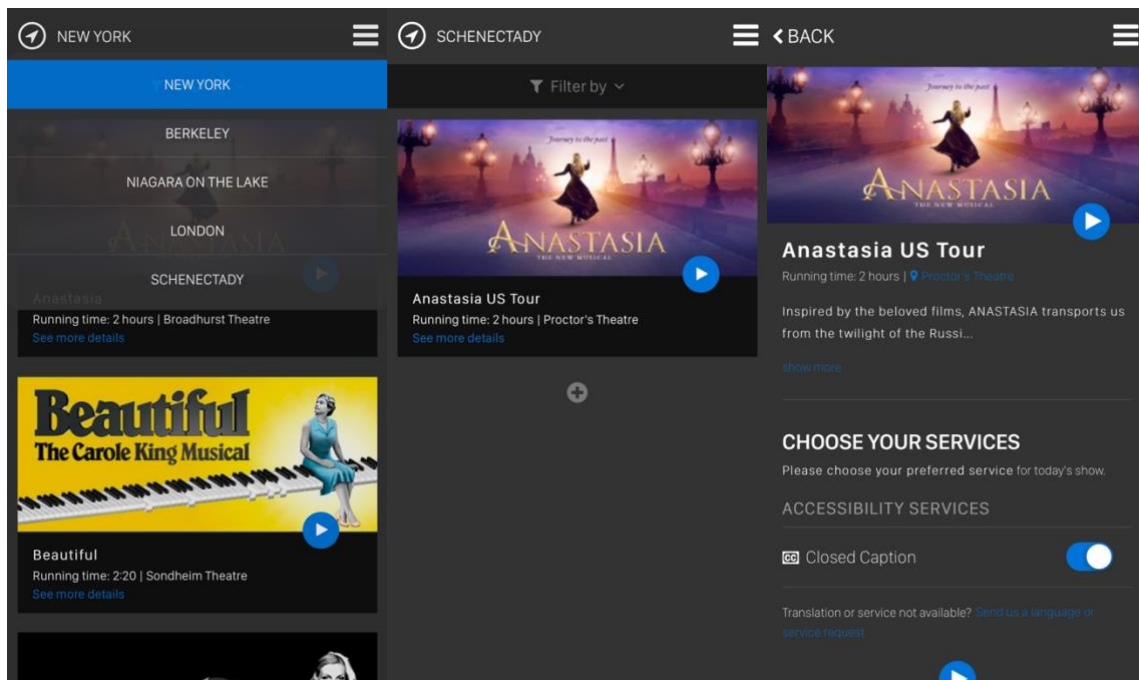 NEW YORK
NEW YORK
BERKELEY
NIAGARA ON THE LAKE
LONDON
SCHENECTADY
ANASTASIA
Anastasia
Running time: 2 hours | Broadhurst Theatre
See more details
Beautiful
The Carole King Musical
Beautiful
Running time: 2:20 | Sondheim Theatre
See more details
SCHENECTADY
Filter by
Journey to the past
ANASTASIA
THE NEW MUSICAL
Anastasia US Tour
Running time: 2 hours | Proctor's Theatre
See more details
BACK
Journey to the past
ANASTASIA
THE NEW MUSICAL
Anastasia US Tour
Running time: 2 hours | Proctor's Theatre
Inspired by the beloved films, ANASTASIA transports us
from the twilight of the Russi...
show more
CHOOSE YOUR SERVICES
Please choose your preferred service for today's show.
ACCESSIBILITY SERVICES
CC Closed Caption
Translation or service not available? Send us a language or
service request